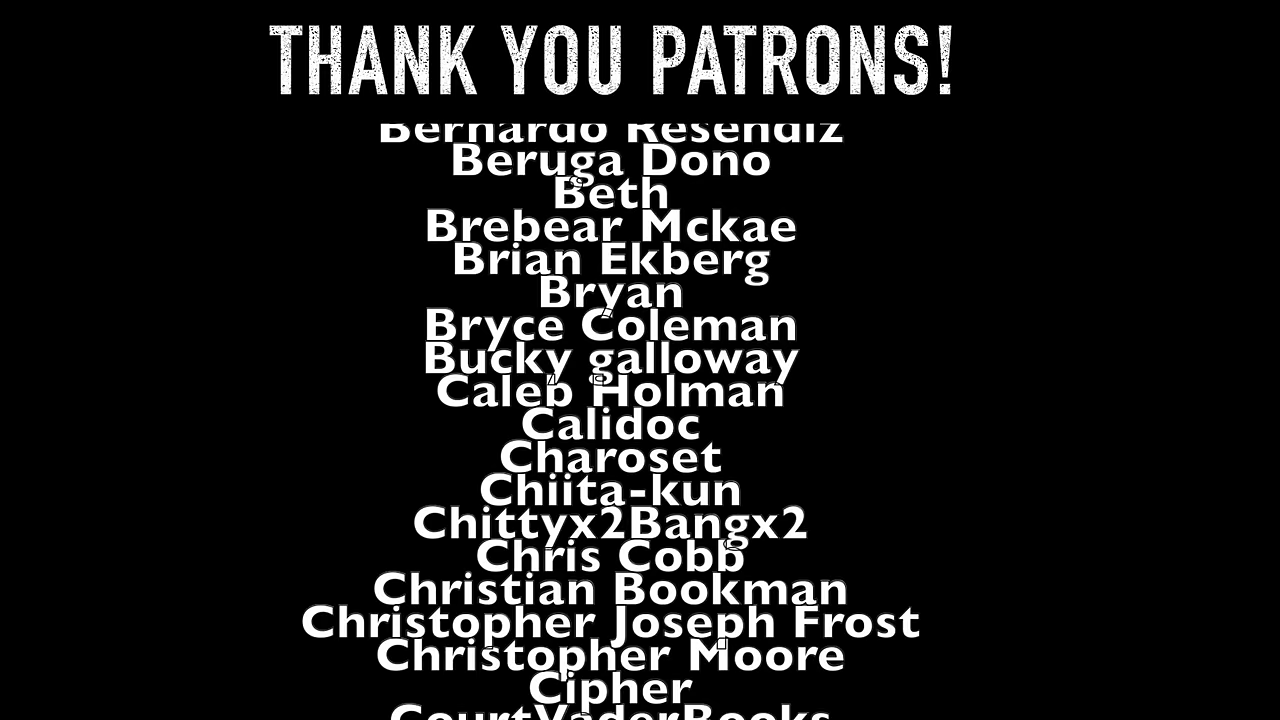 THANK YOU PATRONS!
Bernardo Resendiz
Beruga Dono
Beth
Brebear Mckae
Brian Ekberg
Bryan
Bryce Coleman
Bucky galloway
Caleb Holman
Calidoc
Charoset
Chiita-kun
Chittyx2Bangx2
Chris Cobb
Christian Bookman
Christopher Joseph Frost
Christopher Moore
Cipher
CourtVaderBooks